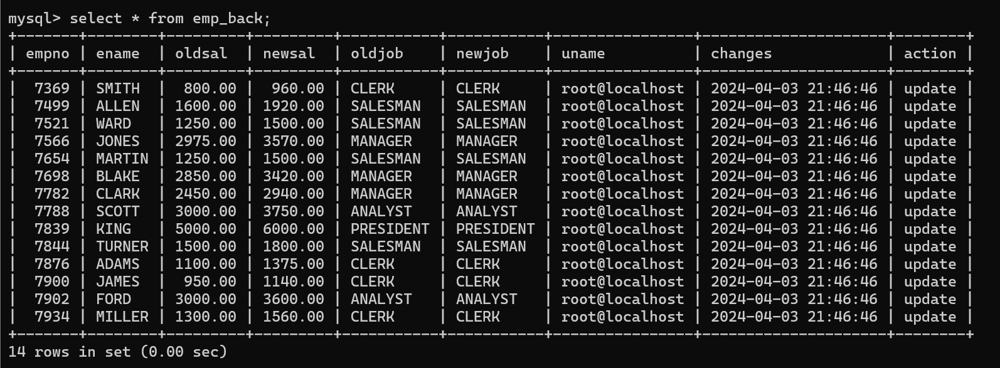 mysql> select * from emp_back;
+-------+--------+---------+---------+-----------+-----------+----------------+---------------------+--------+
| empno | ename  | oldsal  | newsal  | oldjob    | newjob    | uname          | changes             | action |
+-------+--------+---------+---------+-----------+-----------+----------------+---------------------+--------+
|  7369 | SMITH  |  800.00 |  960.00 | CLERK     | CLERK     | root@localhost | 2024-04-03 21:46:46 | update |
|  7499 | ALLEN  | 1600.00 | 1920.00 | SALESMAN  | SALESMAN  | root@localhost | 2024-04-03 21:46:46 | update |
|  7521 | WARD   | 1250.00 | 1500.00 | SALESMAN  | SALESMAN  | root@localhost | 2024-04-03 21:46:46 | update |
|  7566 | JONES  | 2975.00 | 3570.00 | MANAGER   | MANAGER   | root@localhost | 2024-04-03 21:46:46 | update |
|  7654 | MARTIN | 1250.00 | 1500.00 | SALESMAN  | SALESMAN  | root@localhost | 2024-04-03 21:46:46 | update |
|  7698 | BLAKE  | 2850.00 | 3420.00 | MANAGER   | MANAGER   | root@localhost | 2024-04-03 21:46:46 | update |
|  7782 | CLARK  | 2450.00 | 2940.00 | MANAGER   | MANAGER   | root@localhost | 2024-04-03 21:46:46 | update |
|  7788 | SCOTT  | 3000.00 | 3750.00 | ANALYST   | ANALYST   | root@localhost | 2024-04-03 21:46:46 | update |
|  7839 | KING   | 5000.00 | 6000.00 | PRESIDENT | PRESIDENT | root@localhost | 2024-04-03 21:46:46 | update |
|  7844 | TURNER | 1500.00 | 1800.00 | SALESMAN  | SALESMAN  | root@localhost | 2024-04-03 21:46:46 | update |
|  7876 | ADAMS  | 1100.00 | 1375.00 | CLERK     | CLERK     | root@localhost | 2024-04-03 21:46:46 | update |
|  7900 | JAMES  |  950.00 | 1140.00 | CLERK     | CLERK     | root@localhost | 2024-04-03 21:46:46 | update |
|  7902 | FORD   | 3000.00 | 3600.00 | ANALYST   | ANALYST   | root@localhost | 2024-04-03 21:46:46 | update |
|  7934 | MILLER | 1300.00 | 1560.00 | CLERK     | CLERK     | root@localhost | 2024-04-03 21:46:46 | update |
+-------+--------+---------+---------+-----------+-----------+----------------+---------------------+--------+
14 rows in set (0.00 sec)